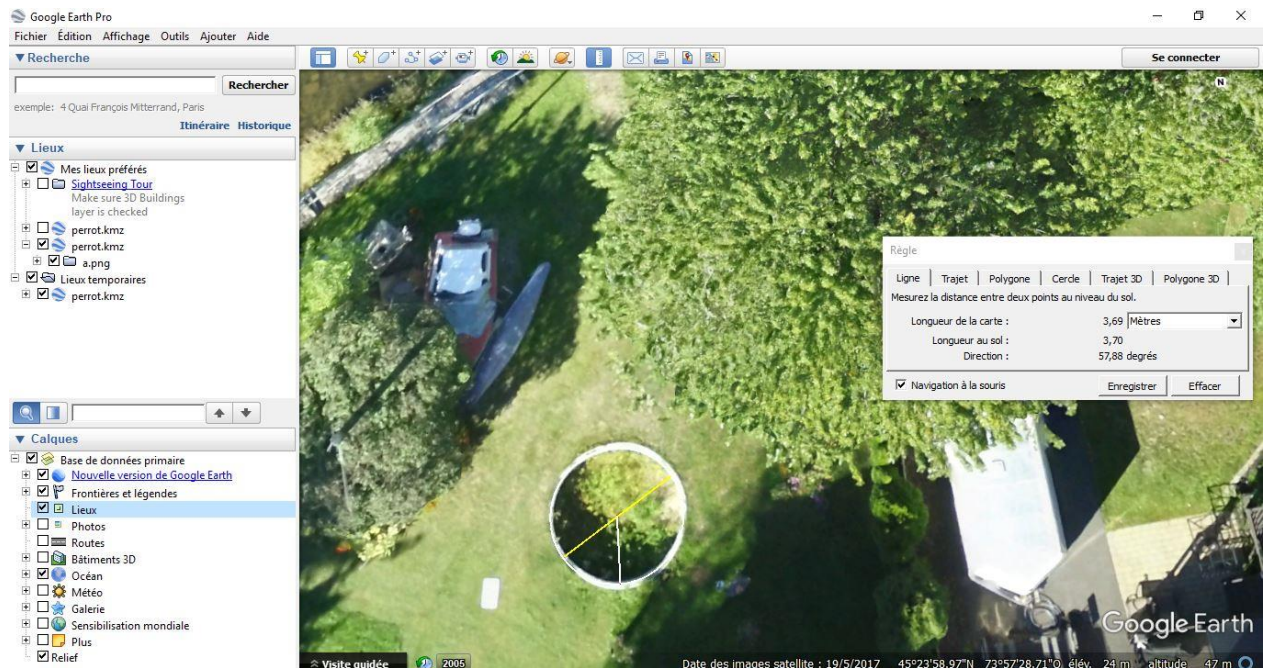 Google Earth Pro
Fichier Édition Affichage Outils Ajouter Aide
Recherche
Rechercher
exemple: 4 Quai François Mitterrand, Paris
Itinéraire Historique
Lieux
Mes lieux préférés
Sightseeing Tour
Make sure 3D Buildings
layer is checked
perrot.kmz
perrot.kmz
a.png
Lieux temporaires
perrot.kmz
Calques
Base de données primaire
Nouvelle version de Google Earth
Frontières et légendes
Lieux
Photos
Routes
Bâtiments 3D
Océan
Météo
Galerie
Sensibilisation mondiale
Plus
Relief
Se connecter
N
Règle
Ligne Trajet Polygone Cercle Trajet 3D Polygone 3D
Mesurez la distance entre deux points au niveau du sol.
Longueur de la carte : 3,69 Mètres
Longueur au sol : 3,70
Direction : 57,88 degrés
Navigation à la souris Enregistrer Effacer
Google Earth
Visite guidée 2005 Date des images satellite : 19/5/2017 45°23'58.97"N 73°57'28.71"O élév. 24 m altitude 47 m